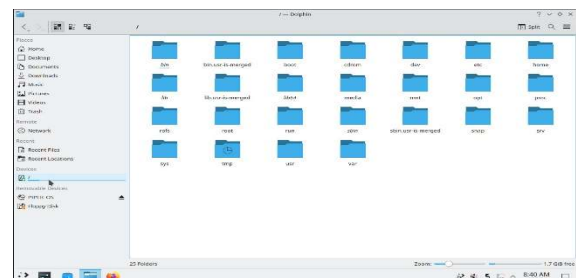 / — Dolphin
/
Split
Places
Home
Desktop
Documents
Downloads
Music
Pictures
Videos
Trash
Remote
Network
Recent
Recent Files
Recent Locations
Devices
/
Removable Devices
Floppy Disk
bin
bin.usr-is-merged
boot
cdrom
dev
etc
home
lib
lib.usr-is-merged
lib64
media
mnt
opt
proc
rofs
root
run
sbin
sbin.usr-is-merged
snap
srv
sys
tmp
usr
var
25 Folders
Zoom:
1.7 GiB free
8:40 AM